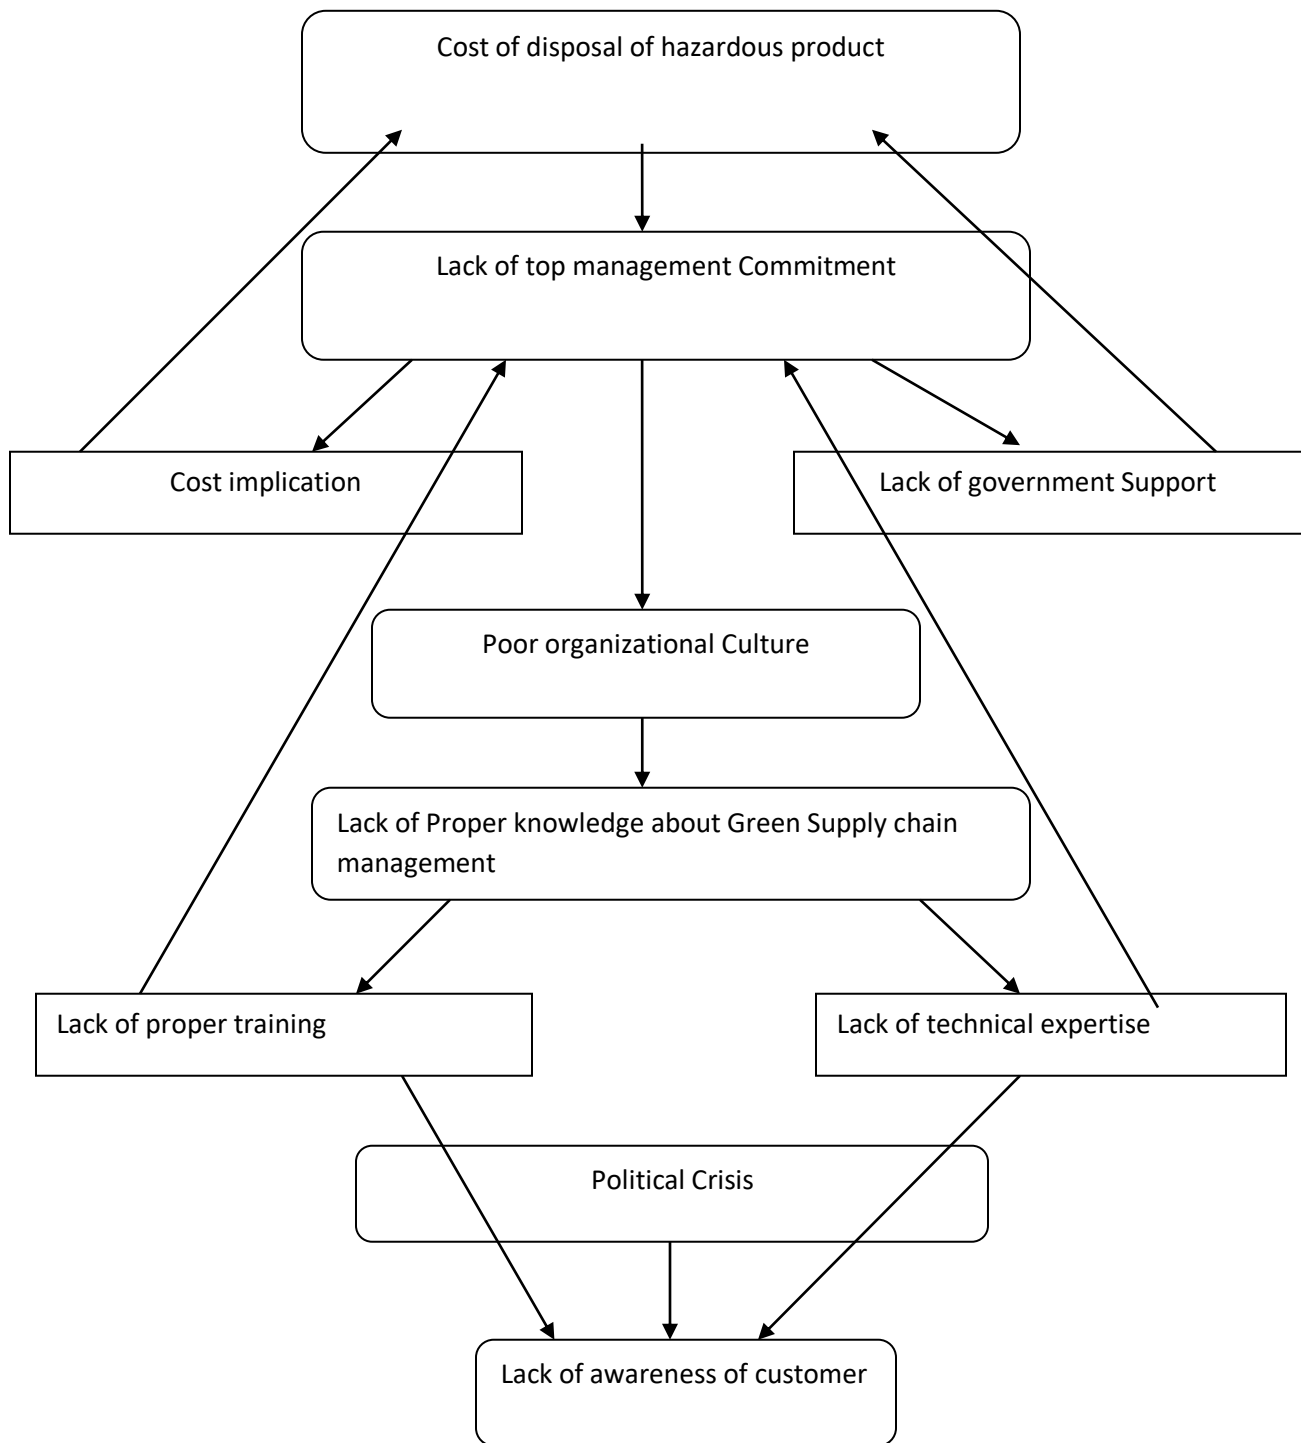 Cost of disposal of hazardous product
Lack of top management Commitment
Cost implication
Lack of government Support
Poor organizational Culture
Lack of Proper knowledge about Green Supply chain
management
Lack of proper training
Lack of technical expertise
Political Crisis
Lack of awareness of customer